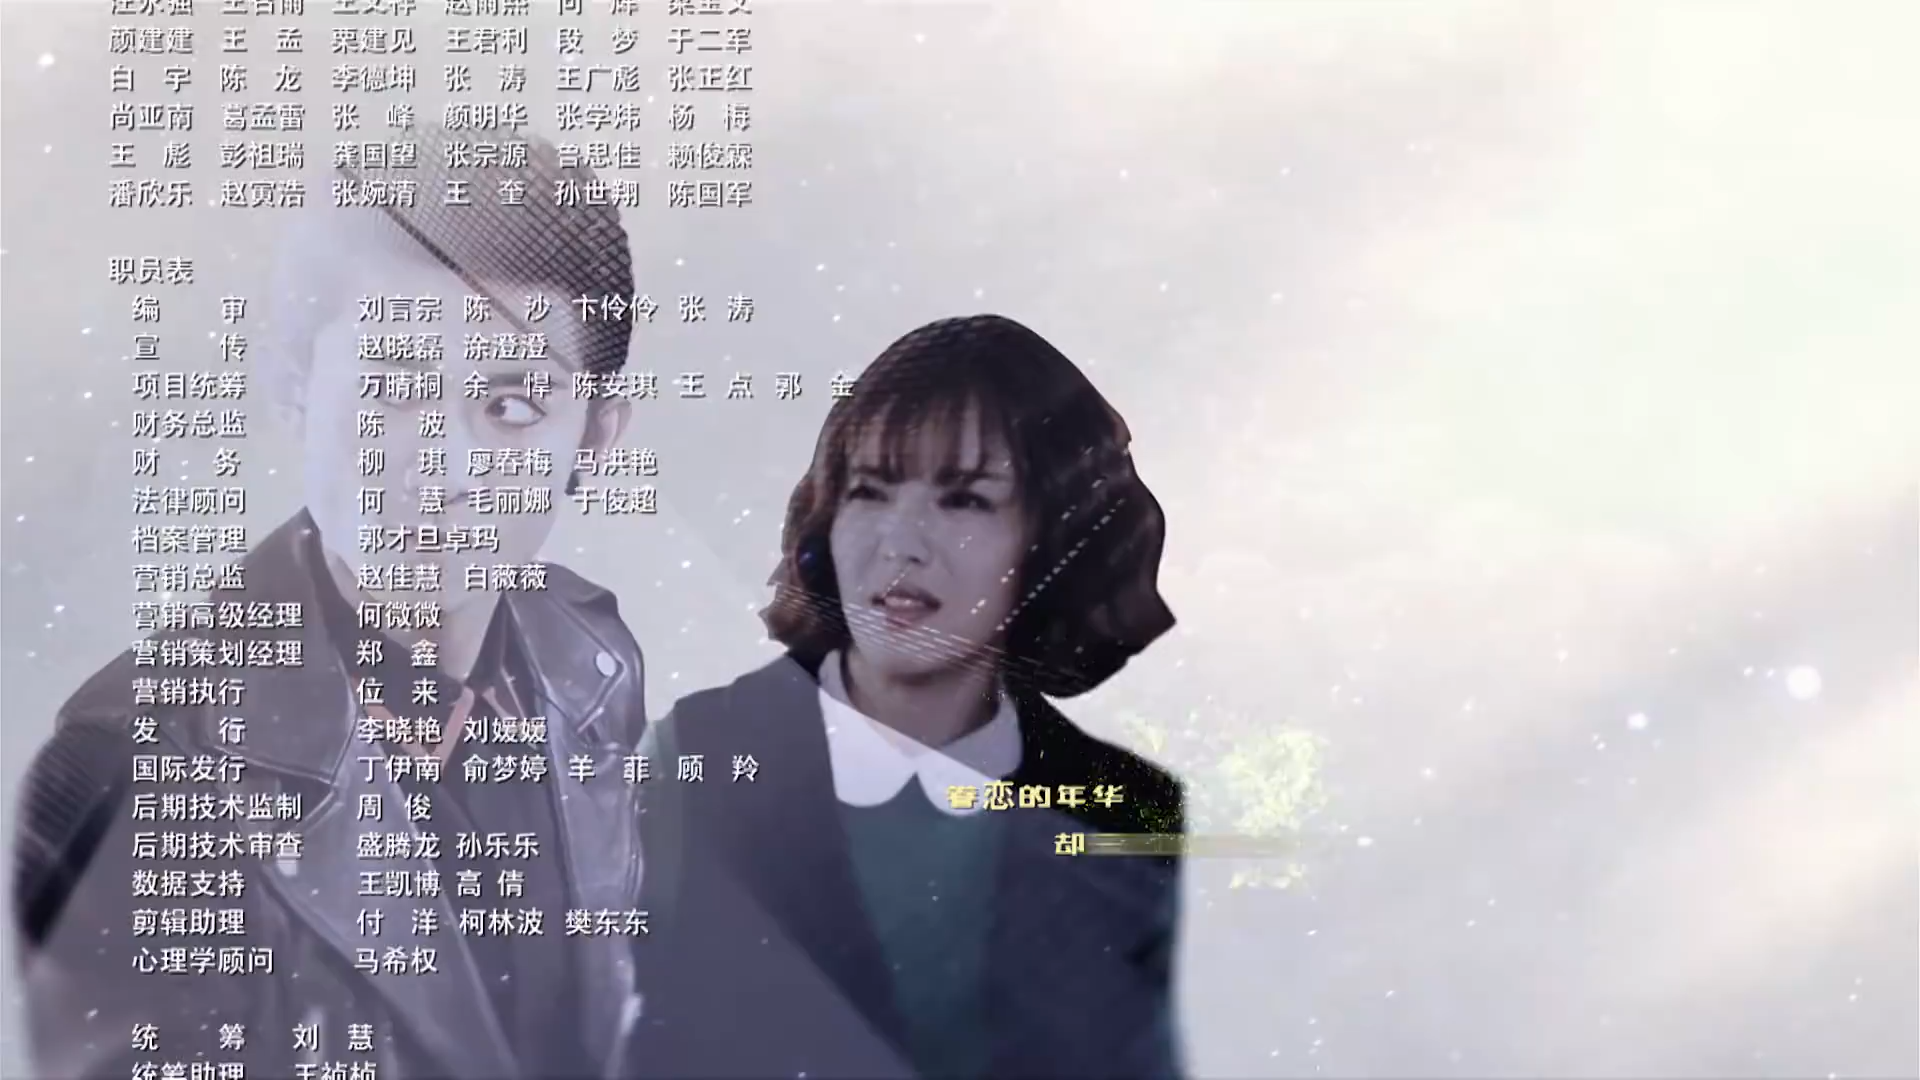 颜建建 王 孟 栗建见 王君利 段 梦 于二军
白 宇 陈 龙 李德坤 张 涛 王广彪 张正红
尚亚南 葛孟雷 张 峰 颜明华 张学炜 杨 梅
王 彪 彭祖瑞 龚国望 张宗源 曾思佳 赖俊霖
潘欣乐 赵寅浩 张婉清 王 奎 孙世翔 陈国军
职员表
编 审 刘言宗 陈 沙 卞伶伶 张 涛
宣 传 赵晓磊 涂澄澄
项目统筹 万晴桐 余 悍 陈安琪 王 点 郭 金
财务总监 陈 波
财 务 柳 琪 廖春梅 马洪艳
法律顾问 何 慧 毛丽娜 于俊超
档案管理 郭才旦卓玛
营销总监 赵佳慧 白薇薇
营销高级经理 何微微
营销策划经理 郑 鑫
营销执行 位 来
发 行 李晓艳 刘媛媛
国际发行 丁伊南 俞梦婷 羊 菲 顾 羚
后期技术监制 周 俊
后期技术审查 盛腾龙 孙乐乐
数据支持 王凯博 高 倩
剪辑助理 付 洋 柯林波 樊东东
心理学顾问 马希权
统 筹 刘 慧
统筹助理 王祯桢
眷恋的年华
却